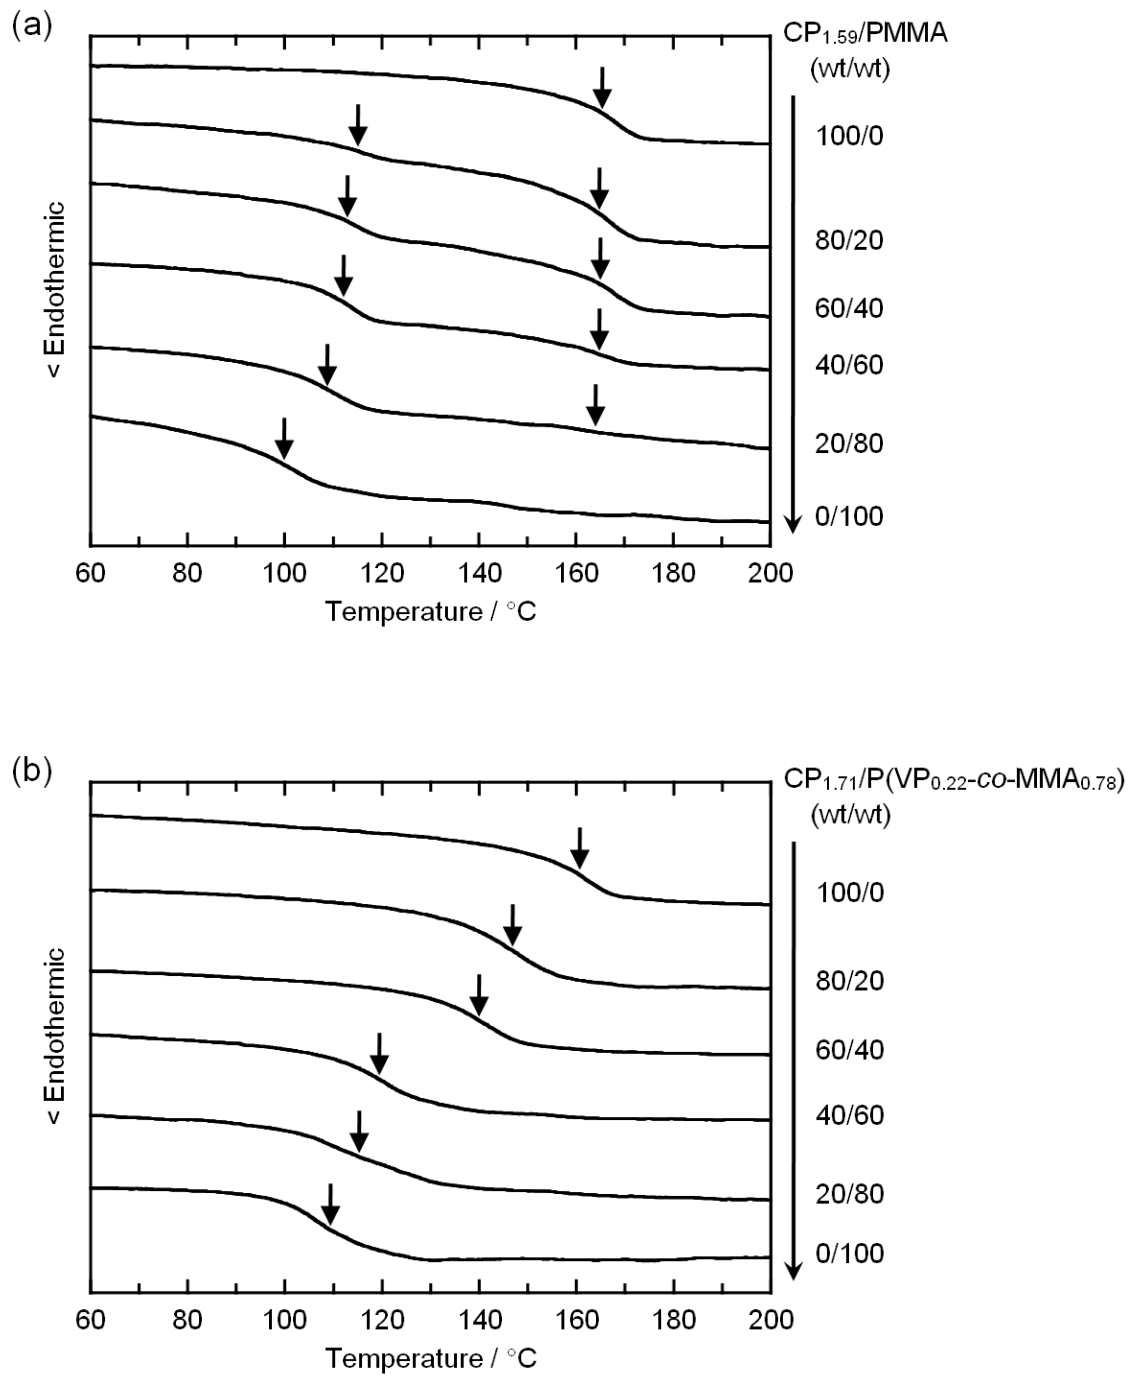 (a)
CP₁.₅₉/PMMA
(wt/wt)
100/0
80/20
60/40
40/60
20/80
0/100
< Endothermic
60 80 100 120 140 160 180 200
Temperature / °C
(b)
CP₁.₇₁/P(VP₀.₂₂-co-MMA₀.₇₈)
(wt/wt)
100/0
80/20
60/40
40/60
20/80
0/100
< Endothermic
60 80 100 120 140 160 180 200
Temperature / °C